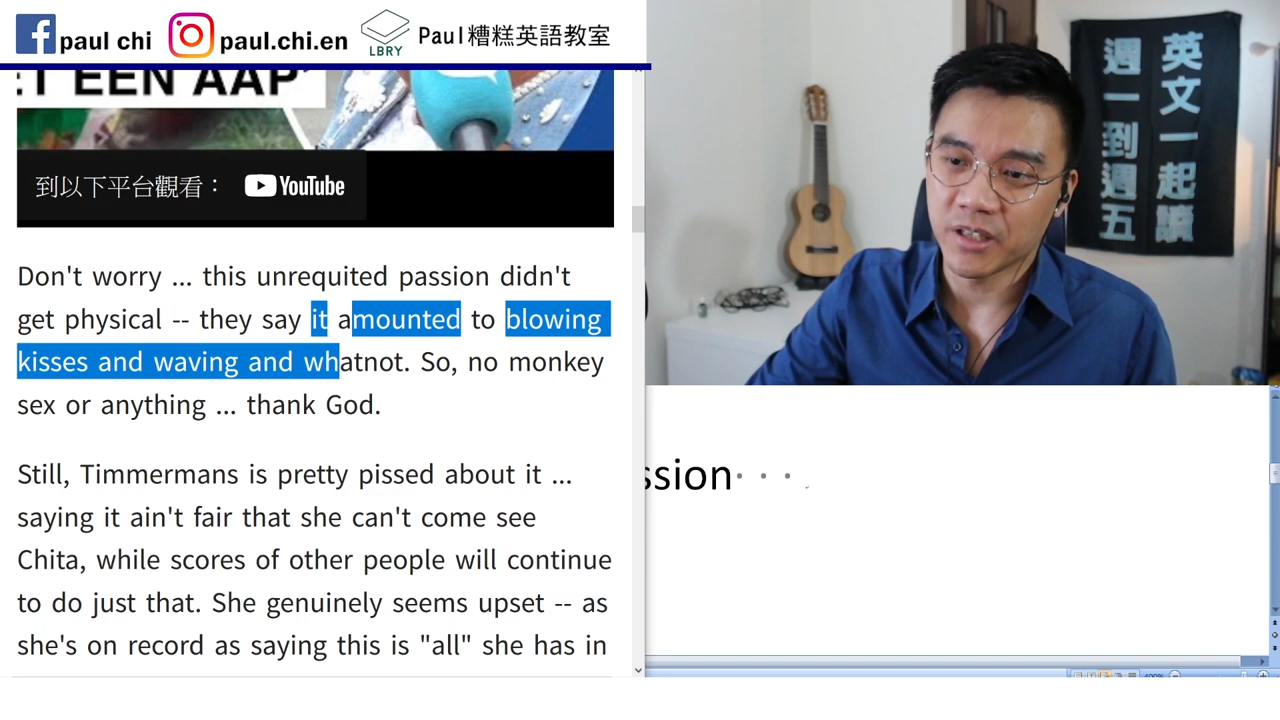 paul chi
paul.chi.en
LBRY
Paul糟糕英語教室
ET EEN AAP
到以下平台觀看： YouTube
Don't worry ... this unrequited passion didn't
get physical -- they say it amounted to blowing
kisses and waving and whatnot. So, no monkey
sex or anything ... thank God.
Still, Timmermans is pretty pissed about it ...
saying it ain't fair that she can't come see
Chita, while scores of other people will continue
to do just that. She genuinely seems upset -- as
she's on record as saying this is "all" she has in
英文一起讀
週一到週五
ssion· · ·
400%